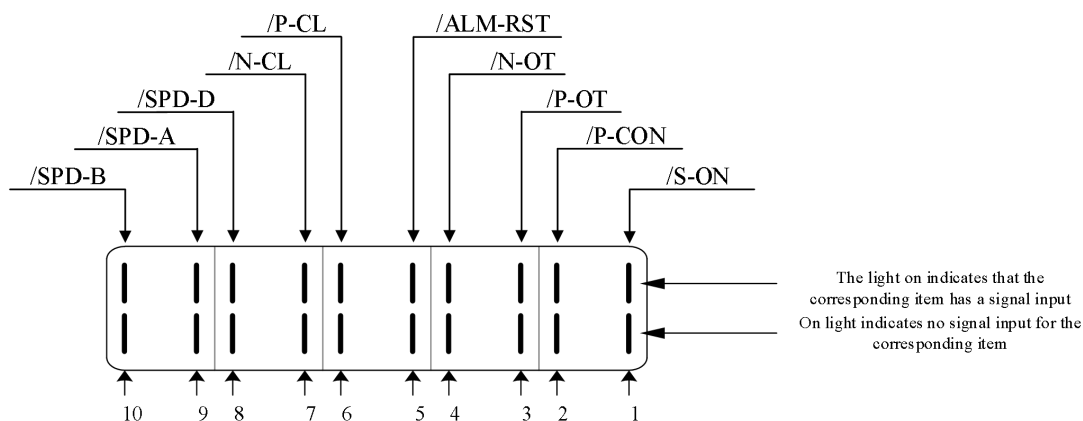 /P-CL
/ALM-RST
/N-CL
/N-OT
/SPD-D
/P-OT
/SPD-A
/P-CON
/SPD-B
/S-ON
The light on indicates that the
corresponding item has a signal input
On light indicates no signal input for the
corresponding item
10 9 8 7 6 5 4 3 2 1